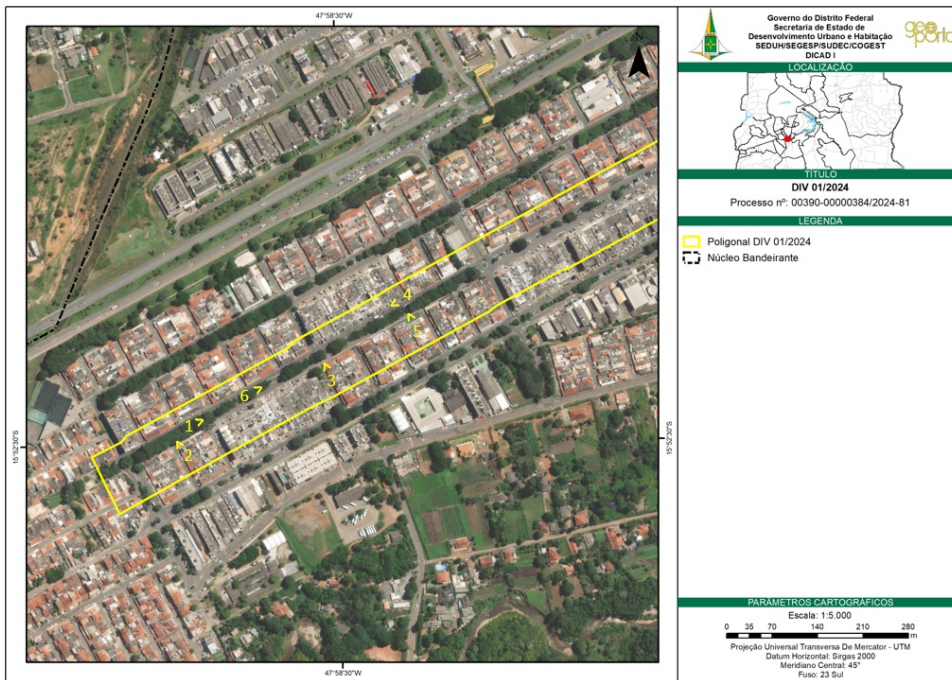 47°58'30"W
N
15°52'30"S
15°52'30"S
4
5
3
6
1
2
47°58'30"W
Governo do Distrito Federal
Secretaria de Estado de
Desenvolvimento Urbano e Habitação
SEDUH/SEGESP/SUDEC/COGEST
DICAD I
geoportal
LOCALIZAÇÃO
TÍTULO
DIV 01/2024
Processo nº: 00390-00000384/2024-81
LEGENDA
Poligonal DIV 01/2024
Núcleo Bandeirante
PARÂMETROS CARTOGRÁFICOS
Escala: 1:5.000
0 35 70 140 210 280
m
Projeção Universal Transversa De Mercator - UTM
Datum Horizontal: Sirgas 2000
Meridiano Central: 45°
Fuso: 23 Sul